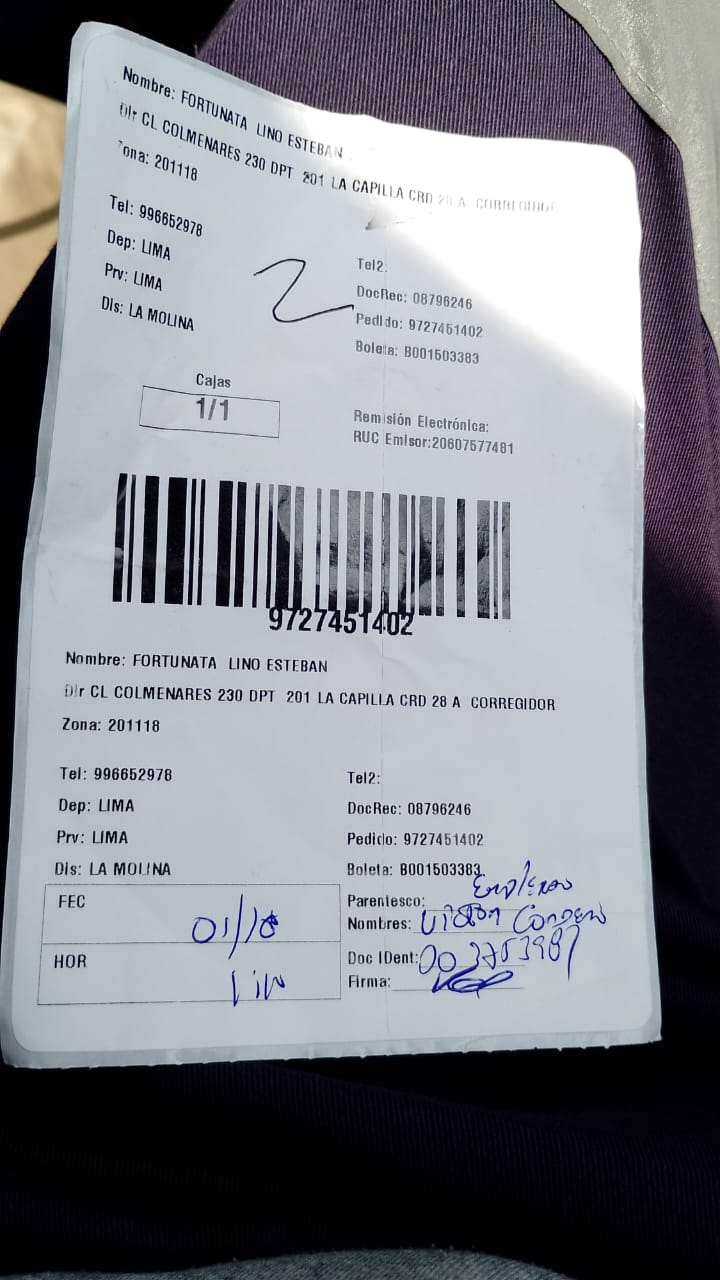 Nombre: FORTUNATA LINO ESTEBAN
Dir CL COLMENARES 230 DPT 201 LA CAPILLA CRD 28 A CORREGIDOR
Zona: 201118
Tel: 996652978
Dep: LIMA
Prv: LIMA
Dis: LA MOLINA
Tel2:
DocRec: 08796246
Pedido: 9727451402
Boleta: B001503383
2
Cajas
1/1
Remisión Electrónica:
RUC Emisor:20607577481
9727451402
Nombre: FORTUNATA LINO ESTEBAN
Dir CL COLMENARES 230 DPT 201 LA CAPILLA CRD 28 A CORREGIDOR
Zona: 201118
Tel: 996652978
Dep: LIMA
Prv: LIMA
Dis: LA MOLINA
Tel2:
DocRec: 08796246
Pedido: 9727451402
Boleta: B001503383
FEC 01/10
HOR
Parentesco:
Nombres:
Doc IDent: 003753987
Firma: